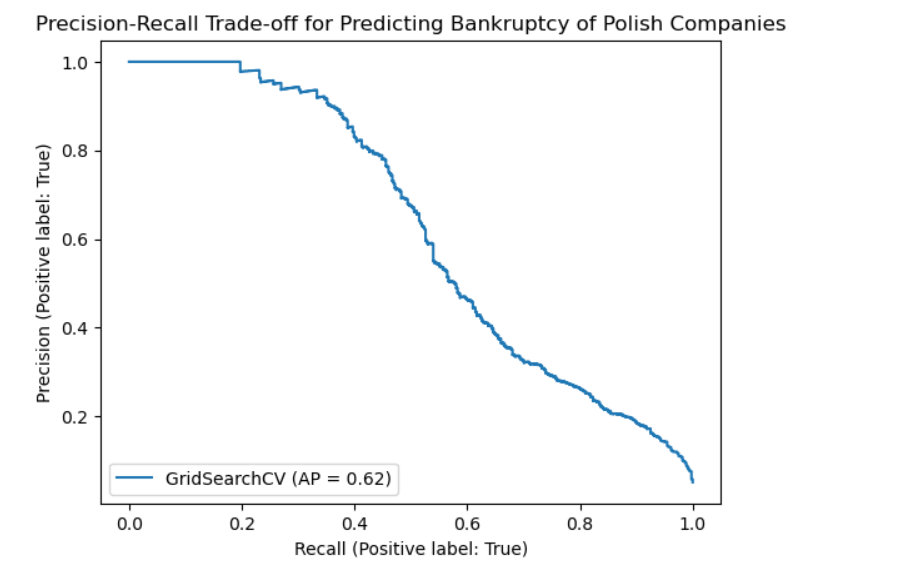 Precision-Recall Trade-off for Predicting Bankruptcy of Polish Companies
1.0
0.8
0.6
0.4
0.2
Precision (Positive label: True)
GridSearchCV (AP = 0.62)
0.0 0.2 0.4 0.6 0.8 1.0
Recall (Positive label: True)